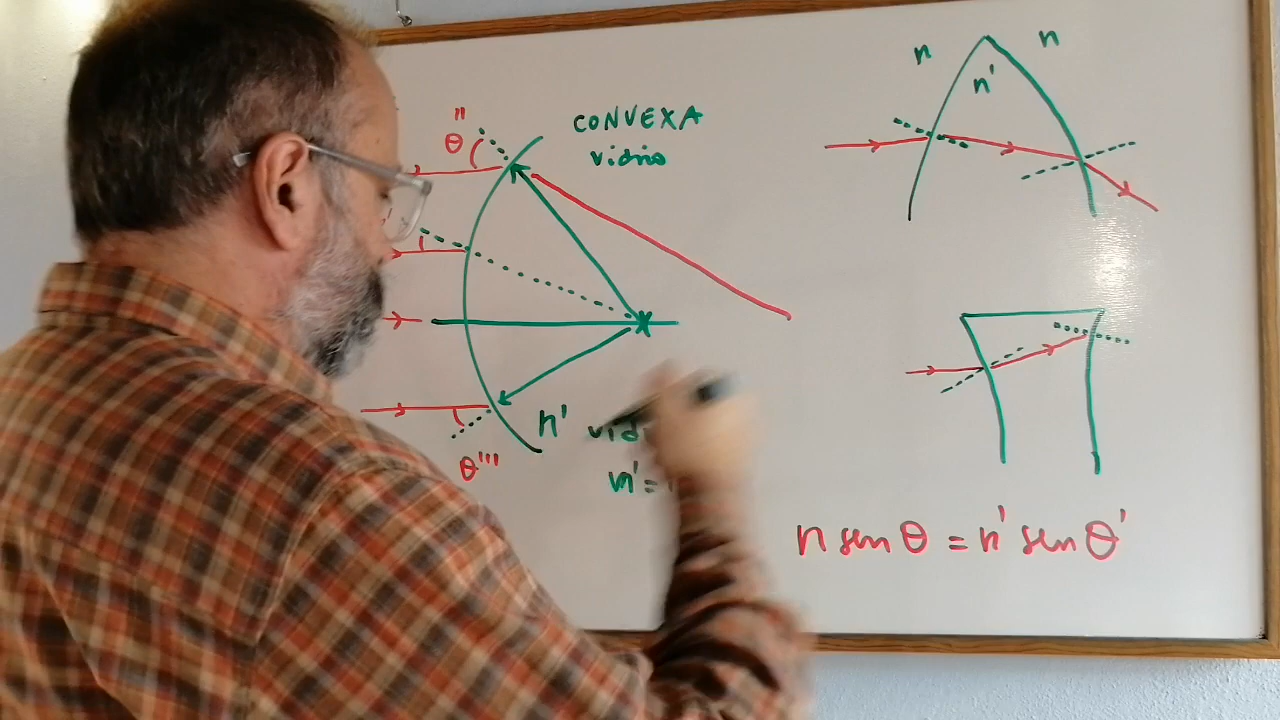 θ''
CONVEXA
vidrio
n'
θ'''
n'
n n
n'
n sen θ = n' sen θ'